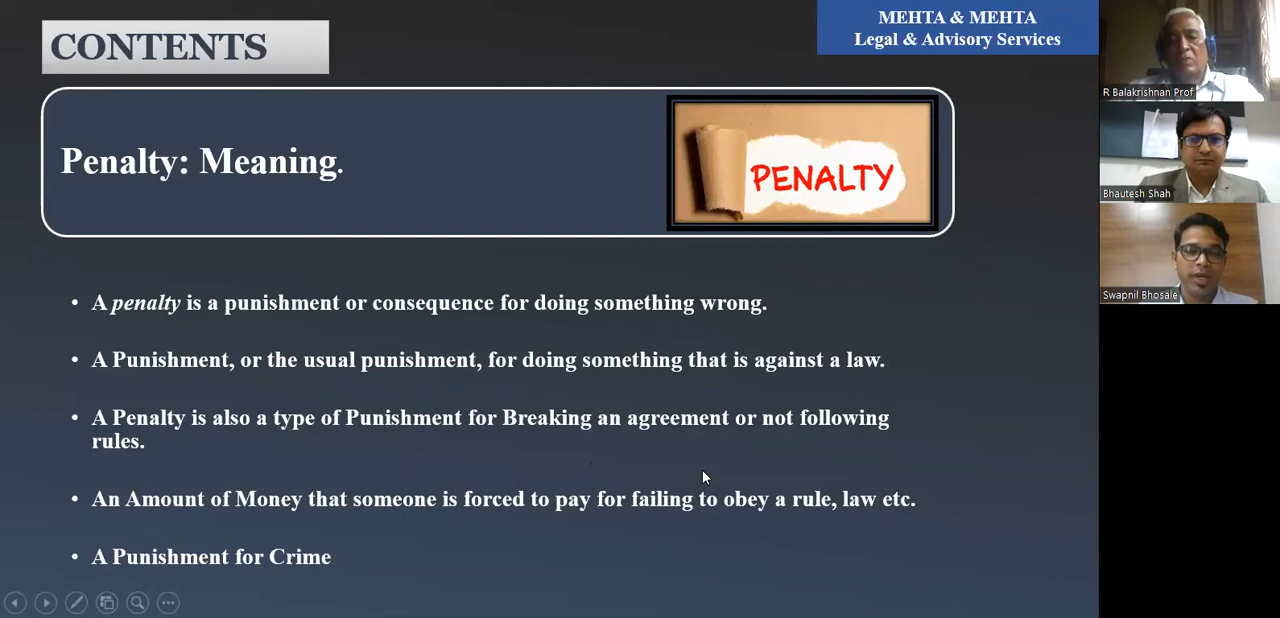 CONTENTS
MEHTA & MEHTA
Legal & Advisory Services
Penalty: Meaning.
PENALTY
• A penalty is a punishment or consequence for doing something wrong.
• A Punishment, or the usual punishment, for doing something that is against a law.
• A Penalty is also a type of Punishment for Breaking an agreement or not following
rules.
• An Amount of Money that someone is forced to pay for failing to obey a rule, law etc.
• A Punishment for Crime
R Balakrishnan Prof
Bhautesh Shah
Swapnil Bhosale